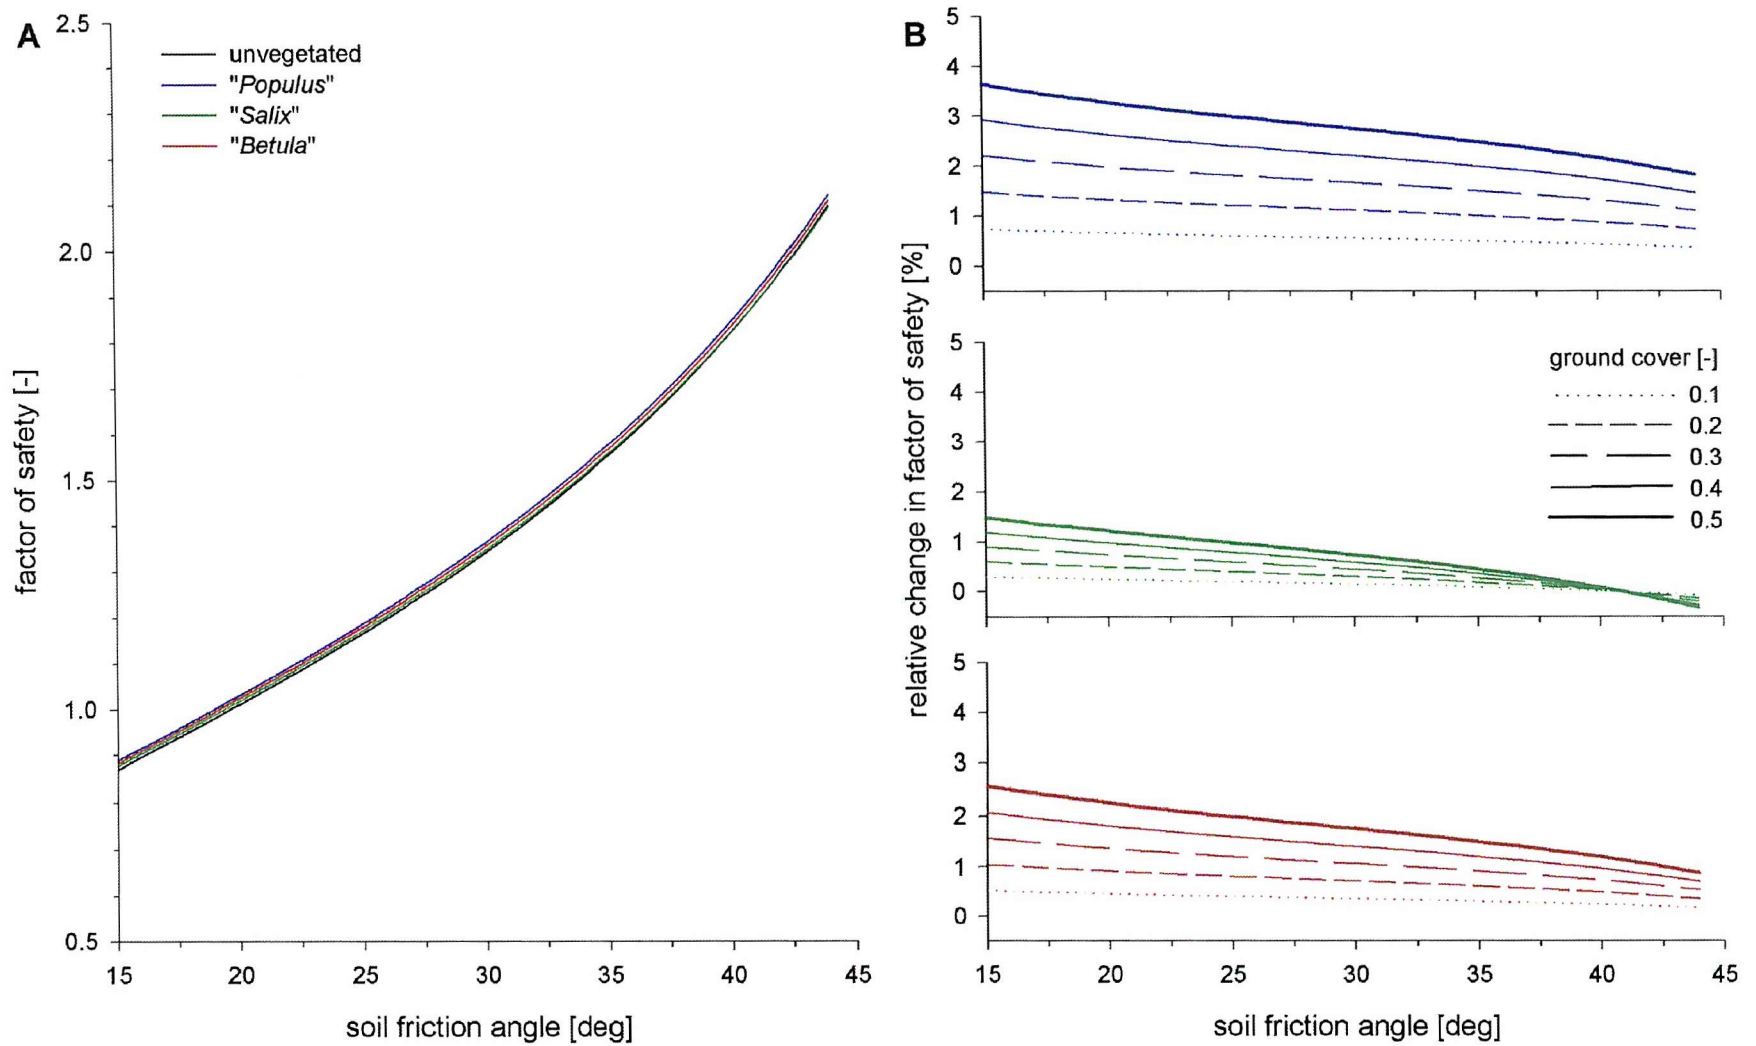 A
2.5
2.0
1.5
1.0
0.5
factor of safety [-]
unvegetated
"Populus"
"Salix"
"Betula"
15 20 25 30 35 40 45
soil friction angle [deg]
B
relative change in factor of safety [%]
5
4
3
2
1
0
5
4
3
2
1
0
ground cover [-]
0.1
0.2
0.3
0.4
0.5
5
4
3
2
1
0
15 20 25 30 35 40 45
soil friction angle [deg]